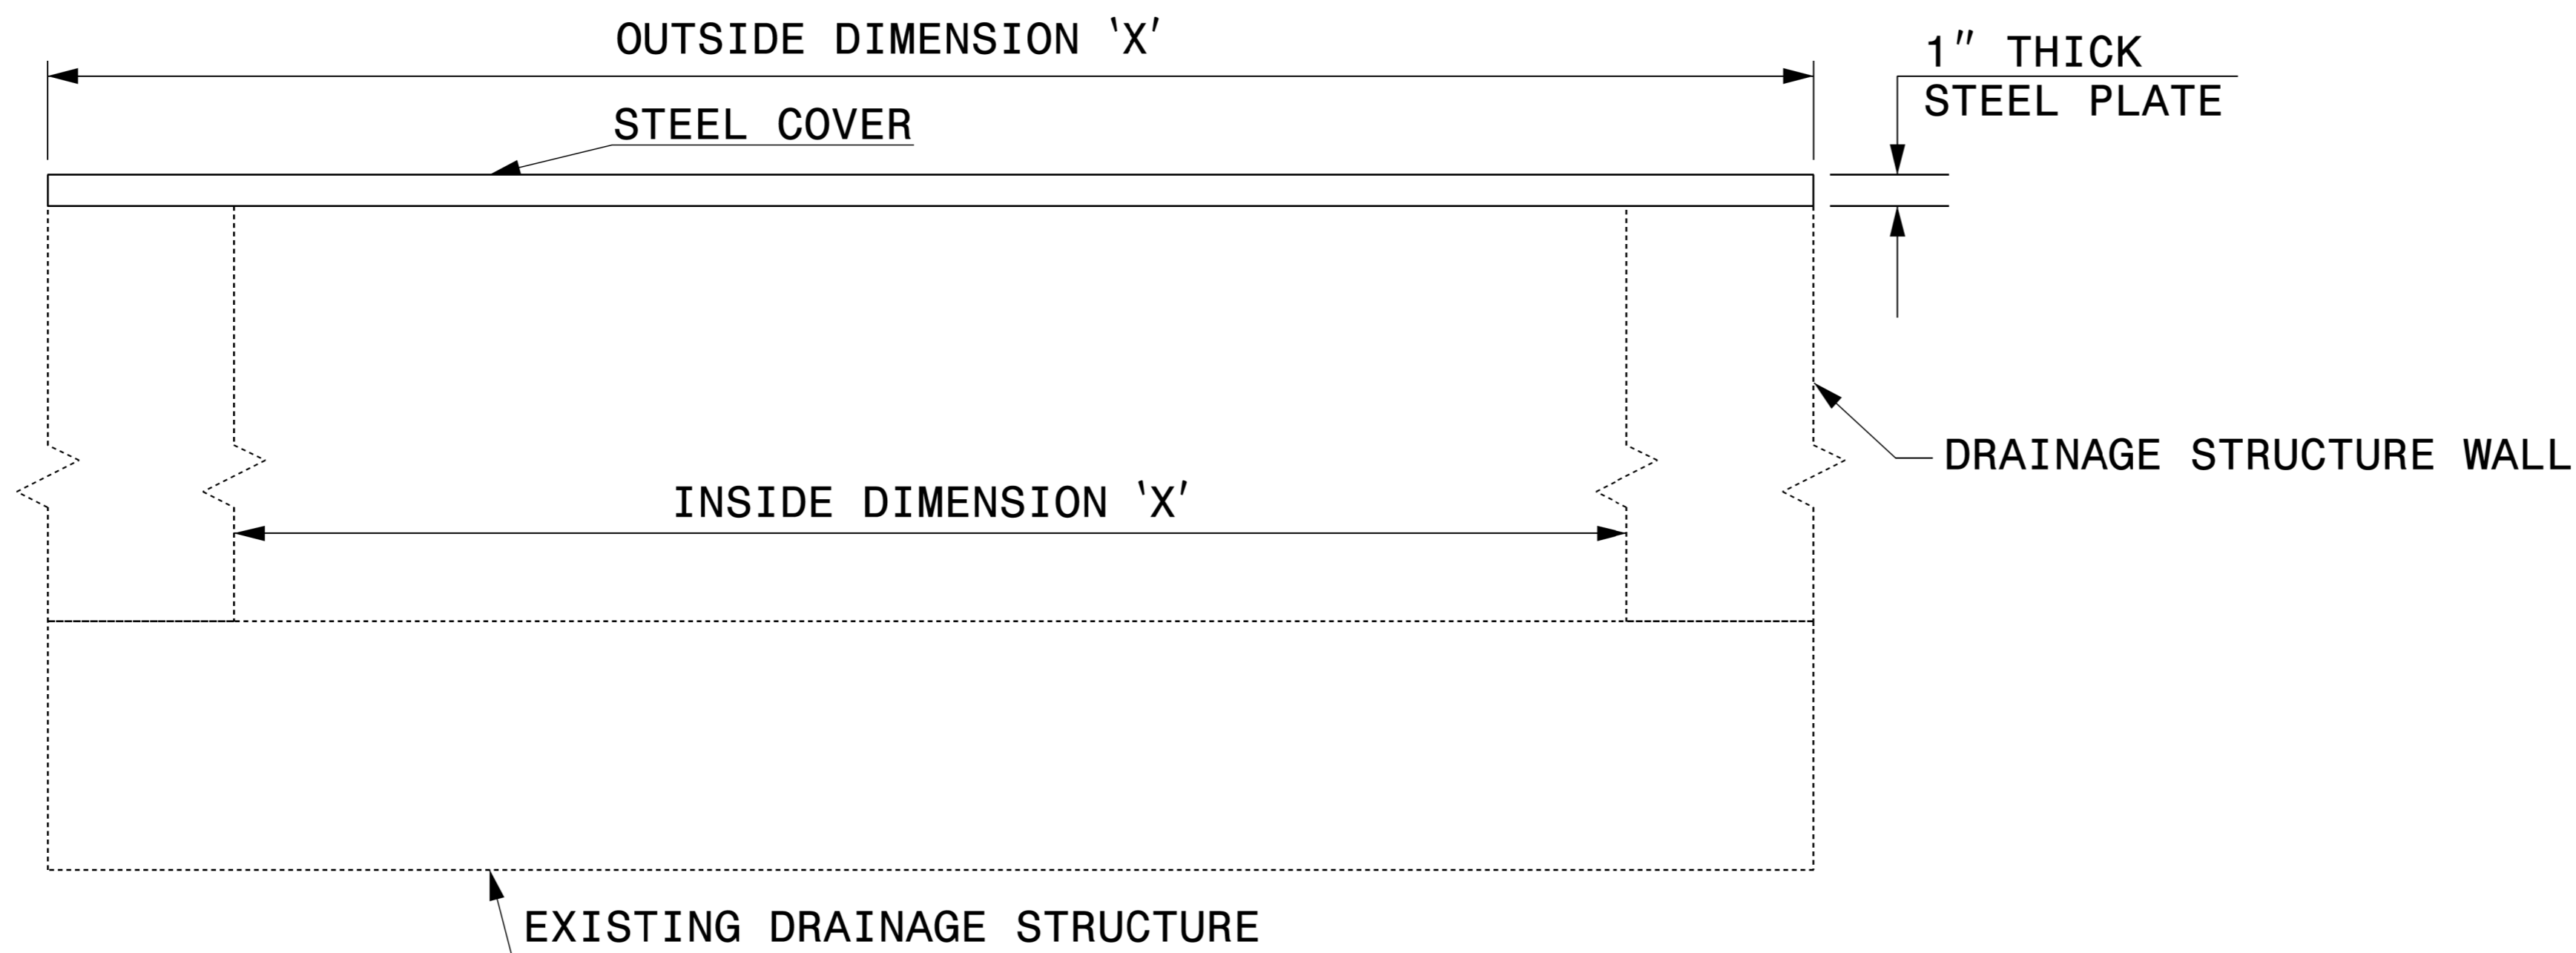 OUTSIDE DIMENSION 'X'
1" THICK
STEEL PLATE
STEEL COVER
DRAINAGE STRUCTURE WALL
INSIDE DIMENSION 'X'
EXISTING DRAINAGE STRUCTURE